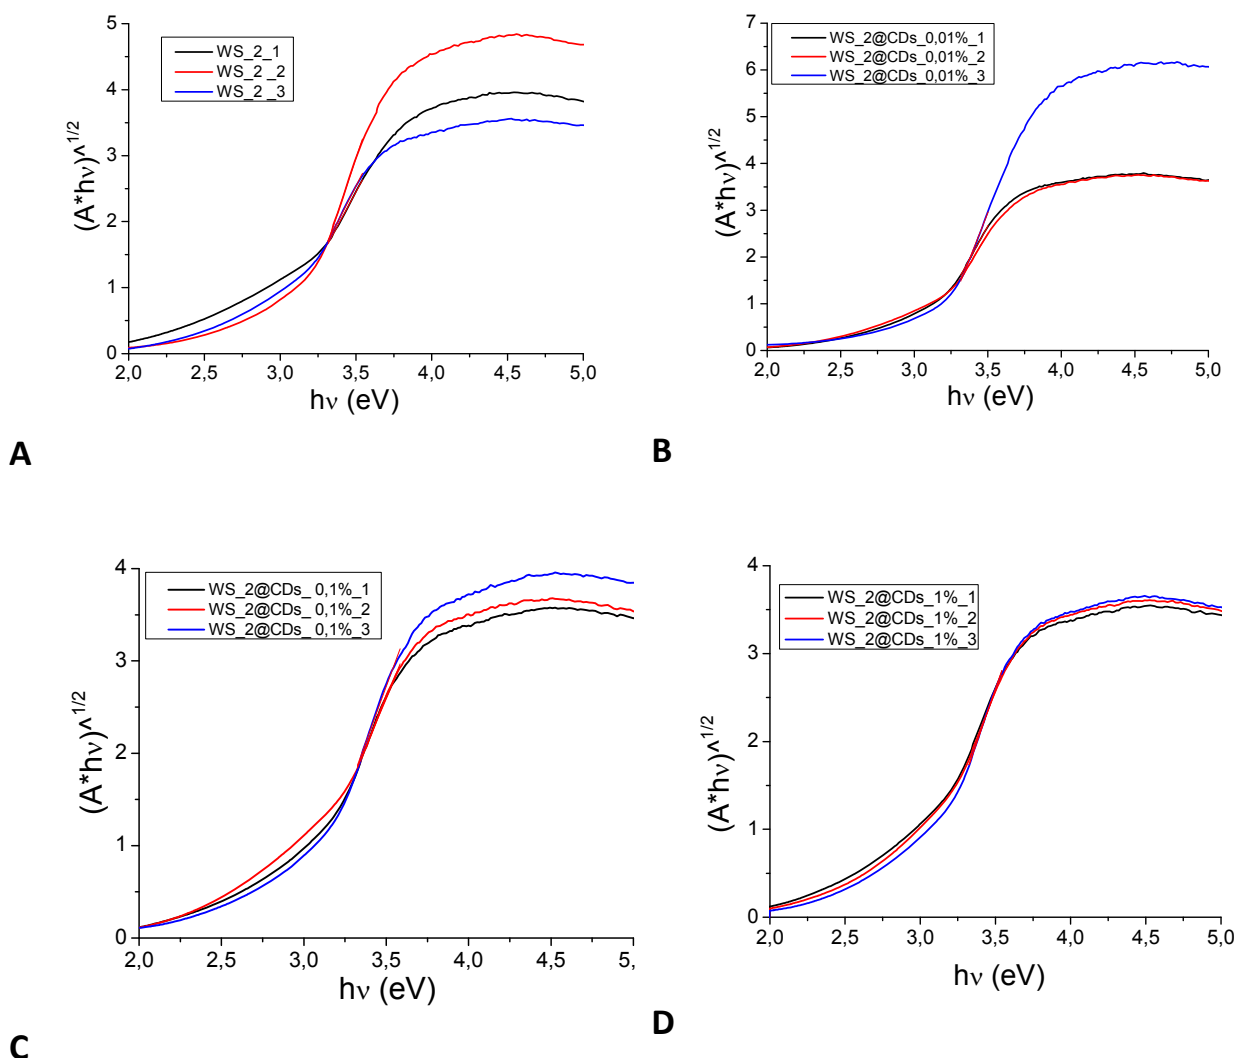 WS_2_1
WS_2 _2
WS_2 _3
(A*hν)^1/2
5
4
3
2
1
0
2,0 2,5 3,0 3,5 4,0 4,5 5,0
hν (eV)
A
WS_2@CDs_0,01%_1
WS_2@CDs_0,01%_2
WS_2@CDs_0,01%_3
(A*hν)^1/2
7
6
5
4
3
2
1
0
2,0 2,5 3,0 3,5 4,0 4,5 5,0
hν (eV)
B
WS_2@CDs_ 0,1%_1
WS_2@CDs_ 0,1%_2
WS_2@CDs_ 0,1%_3
(A*hν)^1/2
4
3
2
1
0
2,0 2,5 3,0 3,5 4,0 4,5 5,
hν (eV)
C
WS_2@CDs_1%_1
WS_2@CDs_1%_2
WS_2@CDs_1%_3
(A*hν)^1/2
4
3
2
1
0
2,0 2,5 3,0 3,5 4,0 4,5 5,0
hν (eV)
D